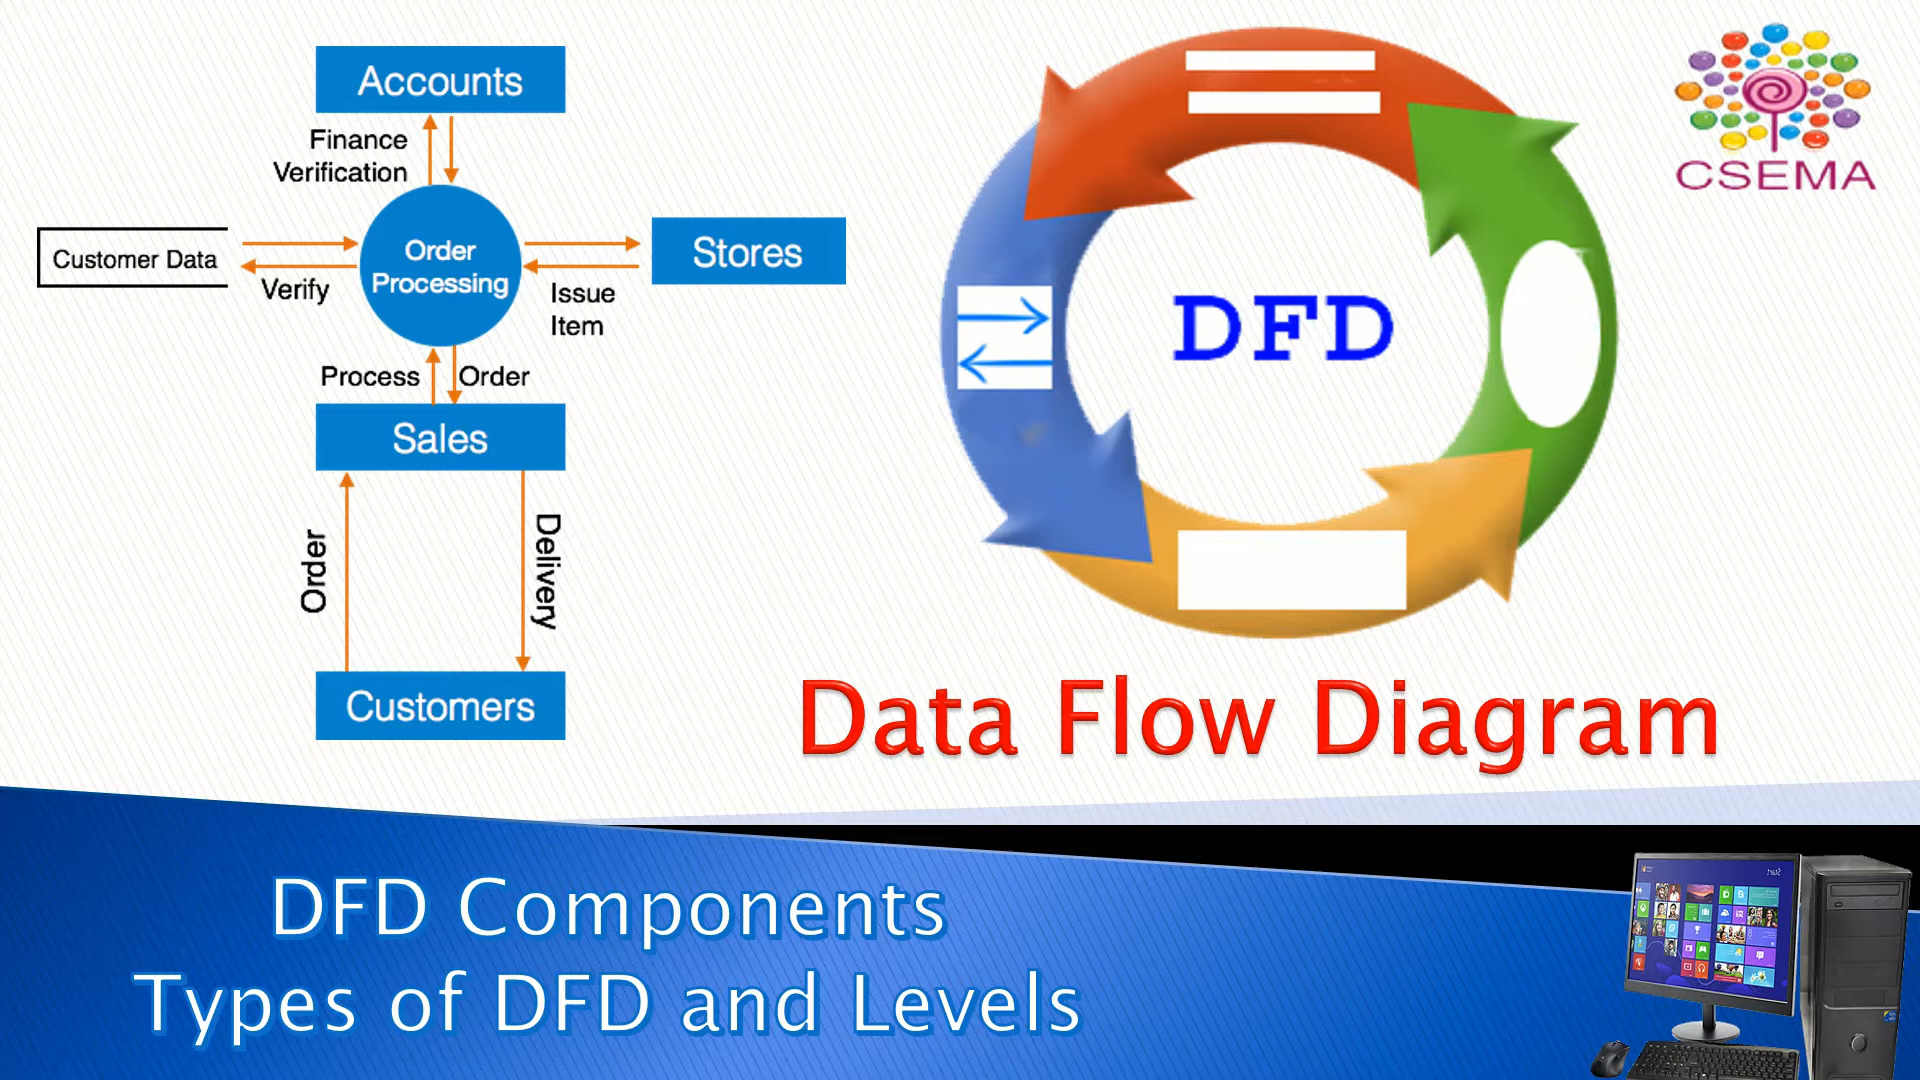 Accounts
Finance
Verification
Customer Data
Verify
Order
Processing
Stores
Issue
Item
Process
Order
Sales
Order
Delivery
Customers
DFD
CSEMA
Data Flow Diagram
DFD Components
Types of DFD and Levels
Start